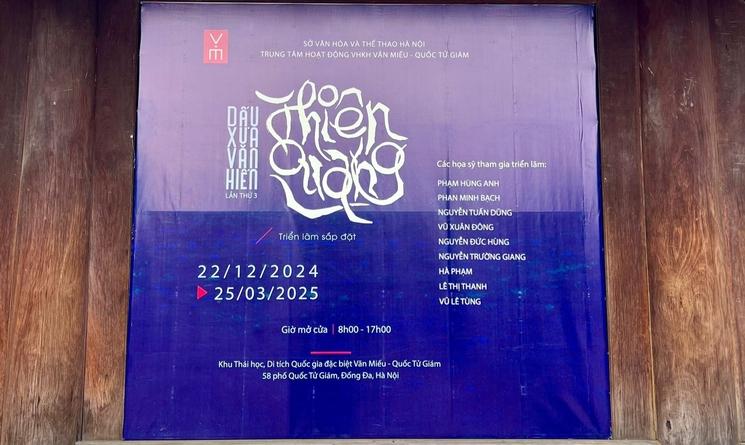 VM
SỞ VĂN HÓA VÀ THỂ THAO HÀ NỘI
TRUNG TÂM HOẠT ĐỘNG VHKH VĂN MIẾU - QUỐC TỬ GIÁM
DẤU
XƯA
VĂN
HIẾN
LẦN THỨ 3
Thiên
Quang
Triển lãm sắp đặt
22/12/2024
25/03/2025
Các họa sỹ tham gia triển lãm:
PHẠM HÙNG ANH
PHAN MINH BẠCH
NGUYỄN TUẤN DŨNG
VŨ XUÂN ĐÔNG
NGUYỄN ĐỨC HÙNG
NGUYỄN TRƯỜNG GIANG
HÀ PHẠM
LÊ THỊ THANH
VŨ LÊ TÙNG
Giờ mở cửa | 8h00 - 17h00
Khu Thái học, Di tích Quốc gia đặc biệt Văn Miếu - Quốc Tử Giám
58 phố Quốc Tử Giám, Đống Đa, Hà Nội